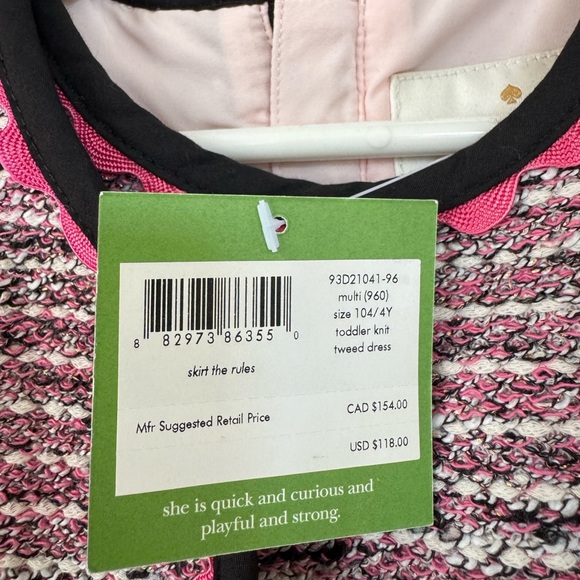 93D21041-96
multi (960)
size 104/4Y
toddler knit
tweed dress
8 82973 86355 0
skirt the rules
Mfr Suggested Retail Price
CAD $154.00
USD $118.00
she is quick and curious and
playful and strong.